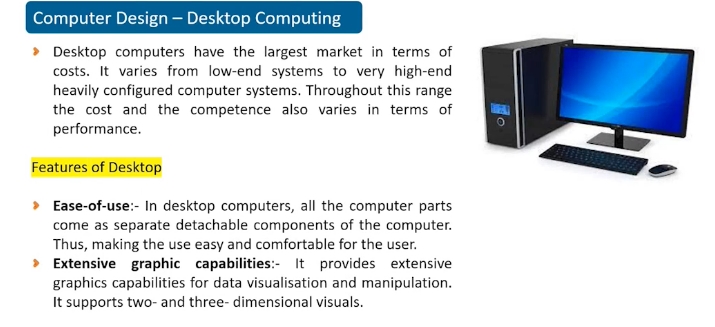 Computer Design – Desktop Computing
Desktop computers have the largest market in terms of
costs. It varies from low-end systems to very high-end
heavily configured computer systems. Throughout this range
the cost and the competence also varies in terms of
performance.
Features of Desktop
Ease-of-use:- In desktop computers, all the computer parts
come as separate detachable components of the computer.
Thus, making the use easy and comfortable for the user.
Extensive graphic capabilities:- It provides extensive
graphics capabilities for data visualisation and manipulation.
It supports two- and three- dimensional visuals.